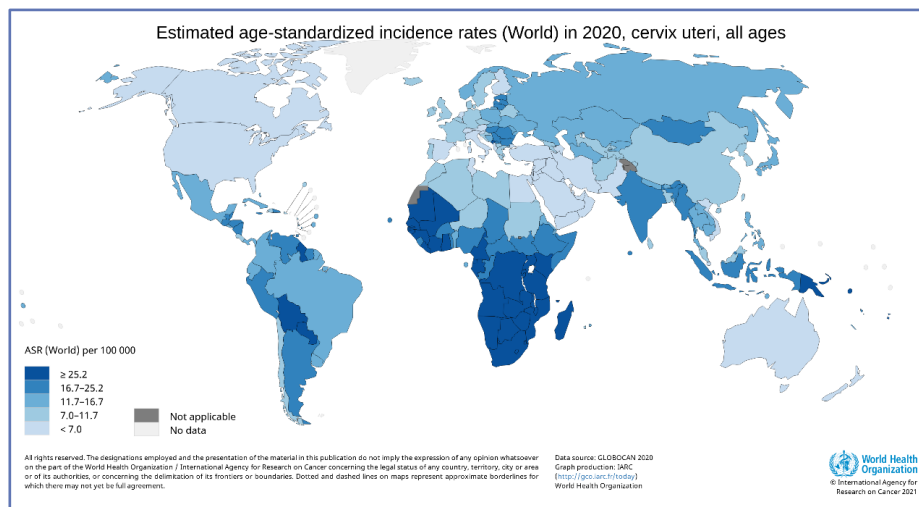 Estimated age-standardized incidence rates (World) in 2020, cervix uteri, all ages
ASR (World) per 100 000
≥ 25.2
16.7–25.2
11.7–16.7
7.0–11.7
< 7.0
Not applicable
No data
All rights reserved. The designations employed and the presentation of the material in this publication do not imply the expression of any opinion whatsoever
on the part of the World Health Organization / International Agency for Research on Cancer concerning the legal status of any country, territory, city or area
or of its authorities, or concerning the delimitation of its frontiers or boundaries. Dotted and dashed lines on maps represent approximate borderlines for
which there may not yet be full agreement.
Data source: GLOBOCAN 2020
Graph production: IARC
(http://gco.iarc.fr/today)
World Health Organization
World Health
Organization
© International Agency for
Research on Cancer 2021